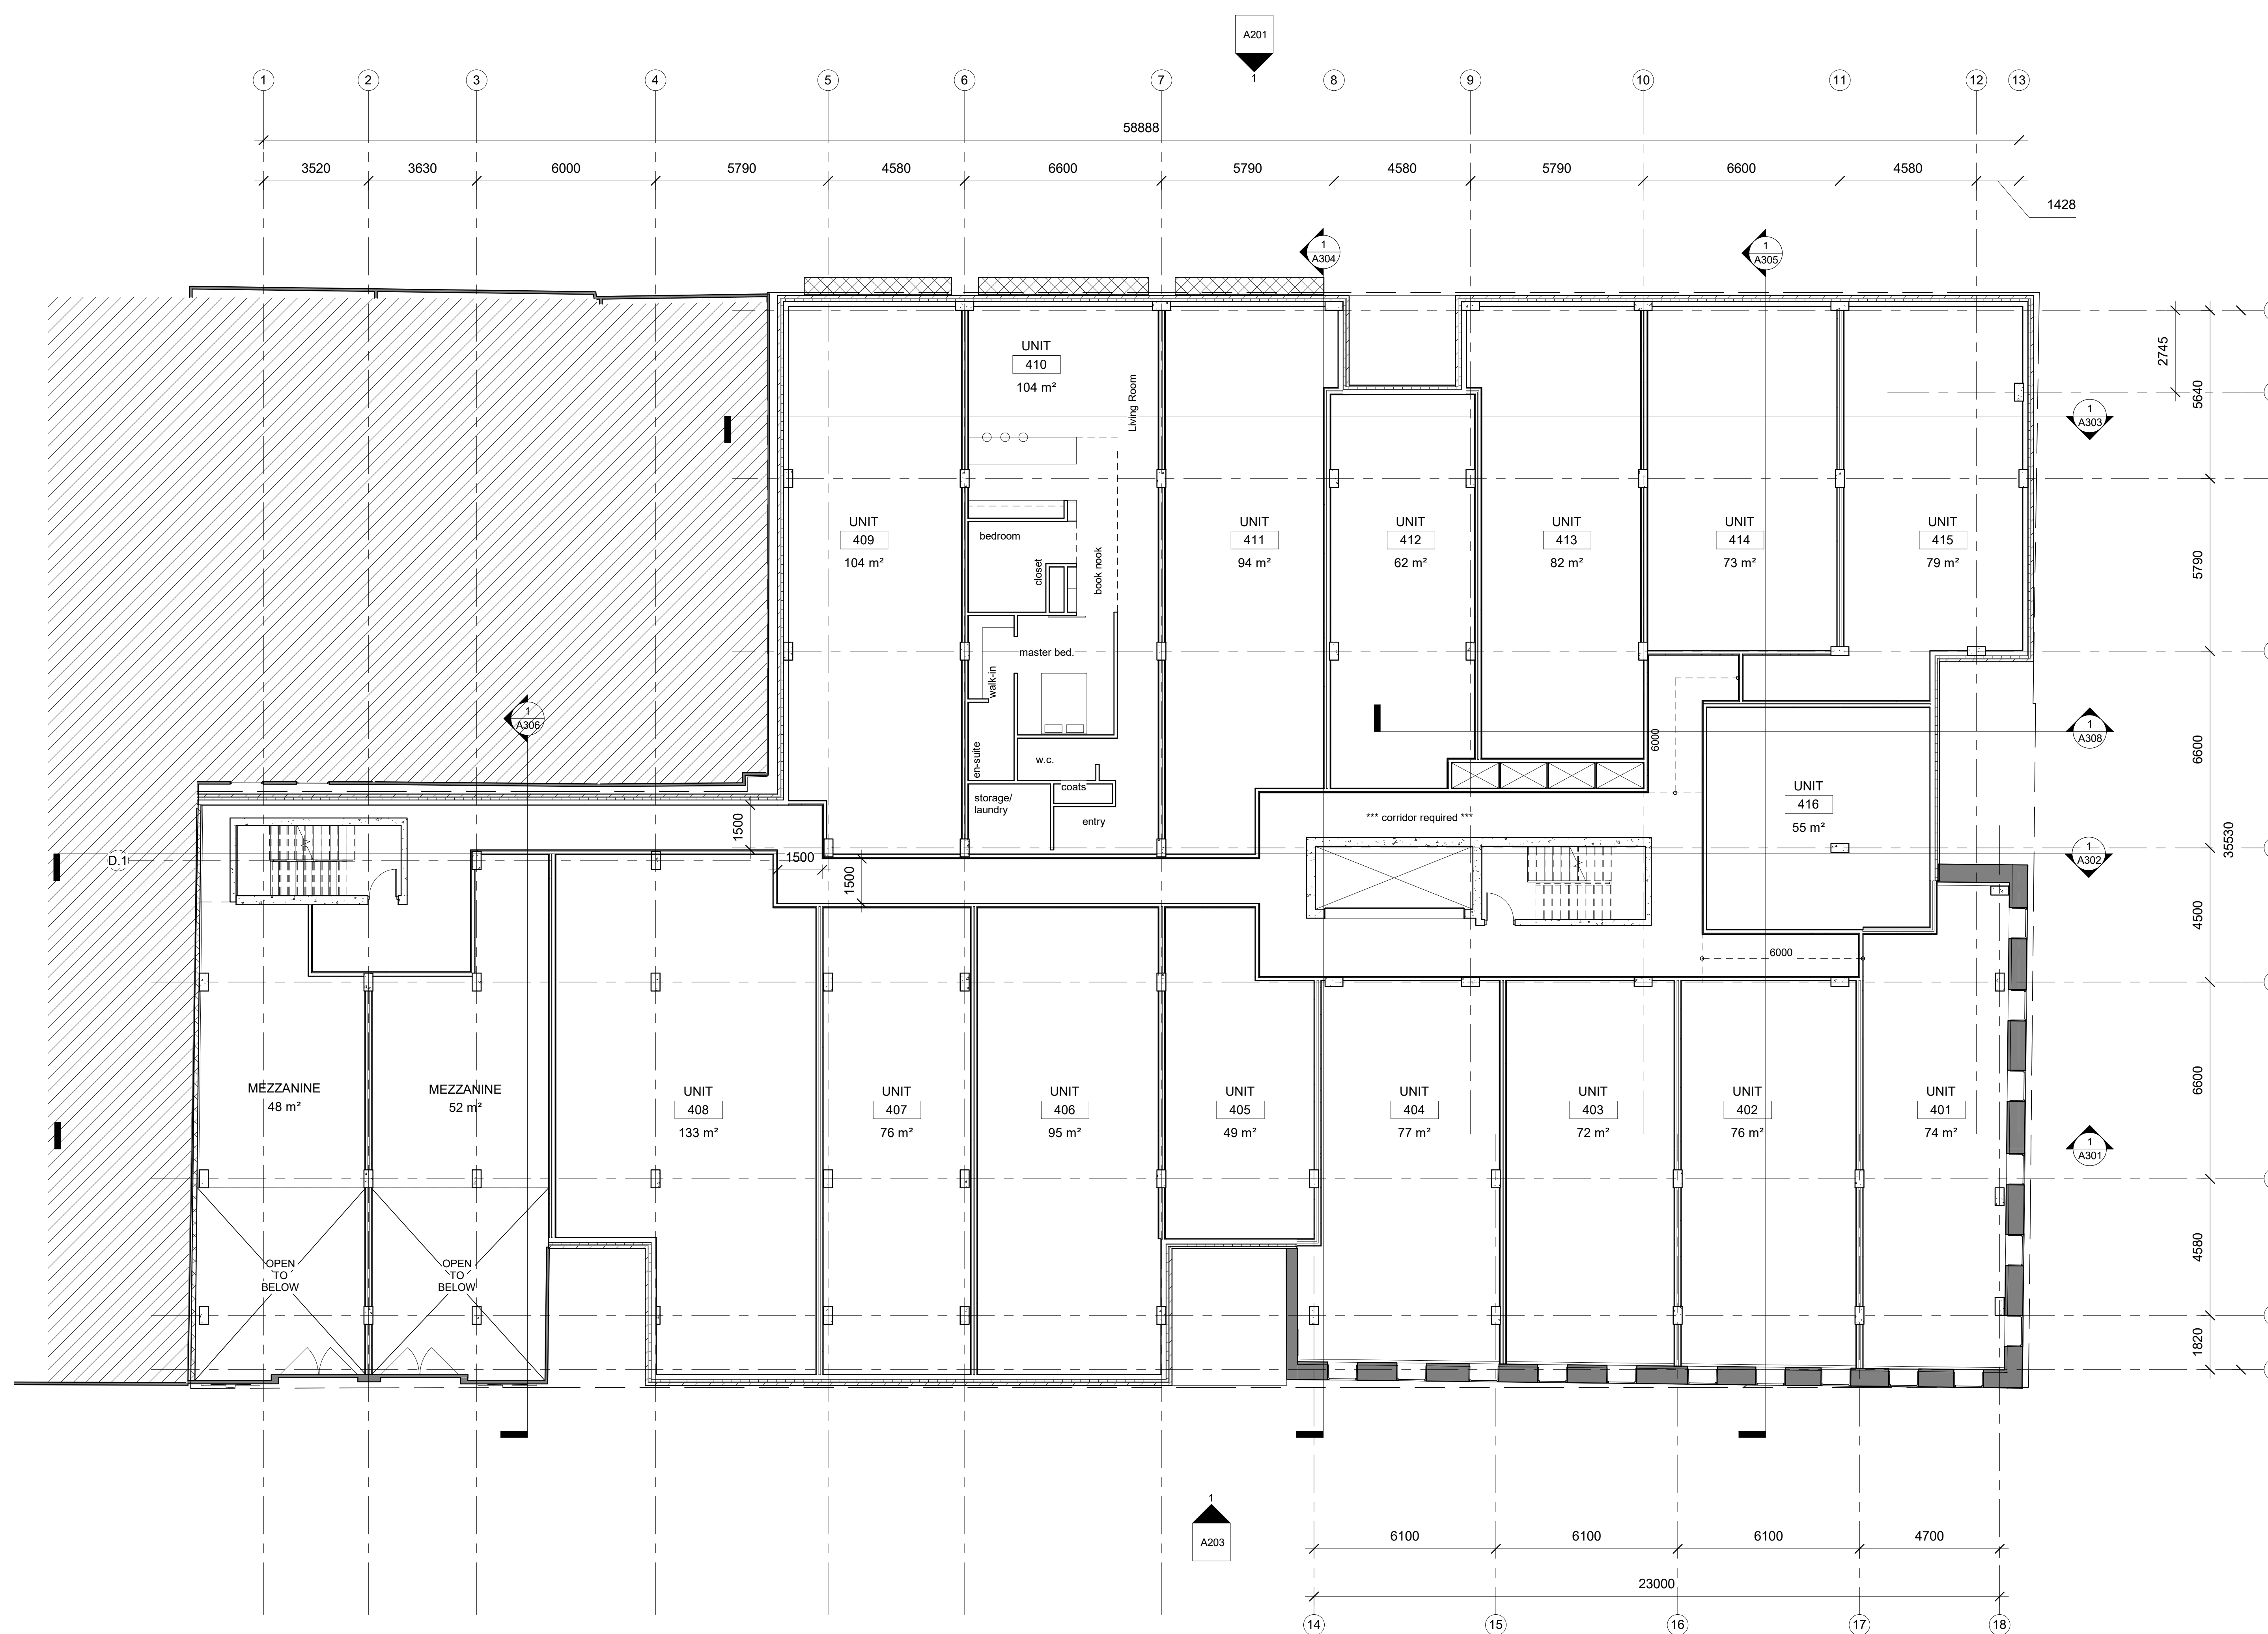 A201
1
1 2 3 4 5 6 7 8 9 10 11 12 13
58888
3520 3630 6000 5790 4580 6600 5790 4580 5790 6600 4580
1428
1
A304
1
A305
2745
5640
UNIT
410
104 m²
Living Room
1
A303
UNIT
409
104 m²
bedroom
closet
book nook
UNIT
411
94 m²
UNIT
412
62 m²
UNIT
413
82 m²
UNIT
414
73 m²
UNIT
415
79 m²
5790
master bed.
walk-in
1
A306
en-suite
w.c.
coats
storage/
laundry
entry
6000
1
A308
6600
UNIT
416
55 m²
*** corridor required ***
35530
D.1
1500
1500
1500
1
A302
4500
6000
MEZZANINE
48 m²
MEZZANINE
52 m²
UNIT
408
133 m²
UNIT
407
76 m²
UNIT
406
95 m²
UNIT
405
49 m²
UNIT
404
77 m²
UNIT
403
72 m²
UNIT
402
76 m²
UNIT
401
74 m²
6600
1
A301
OPEN
TO
BELOW
OPEN
TO
BELOW
4580
1820
1
A203
6100 6100 6100 4700
23000
14 15 16 17 18